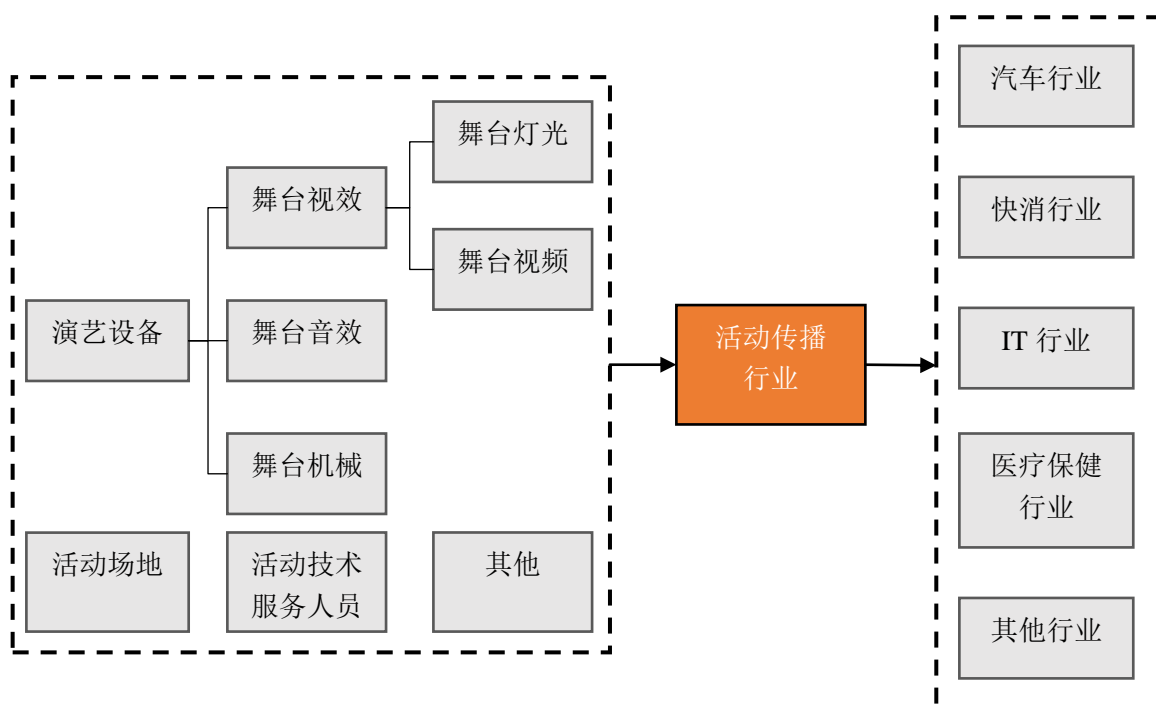 舞台灯光
舞台视效
舞台视频
演艺设备
舞台音效
舞台机械
活动场地
活动技术
服务人员
其他
活动传播
行业
汽车行业
快消行业
IT 行业
医疗保健
行业
其他行业